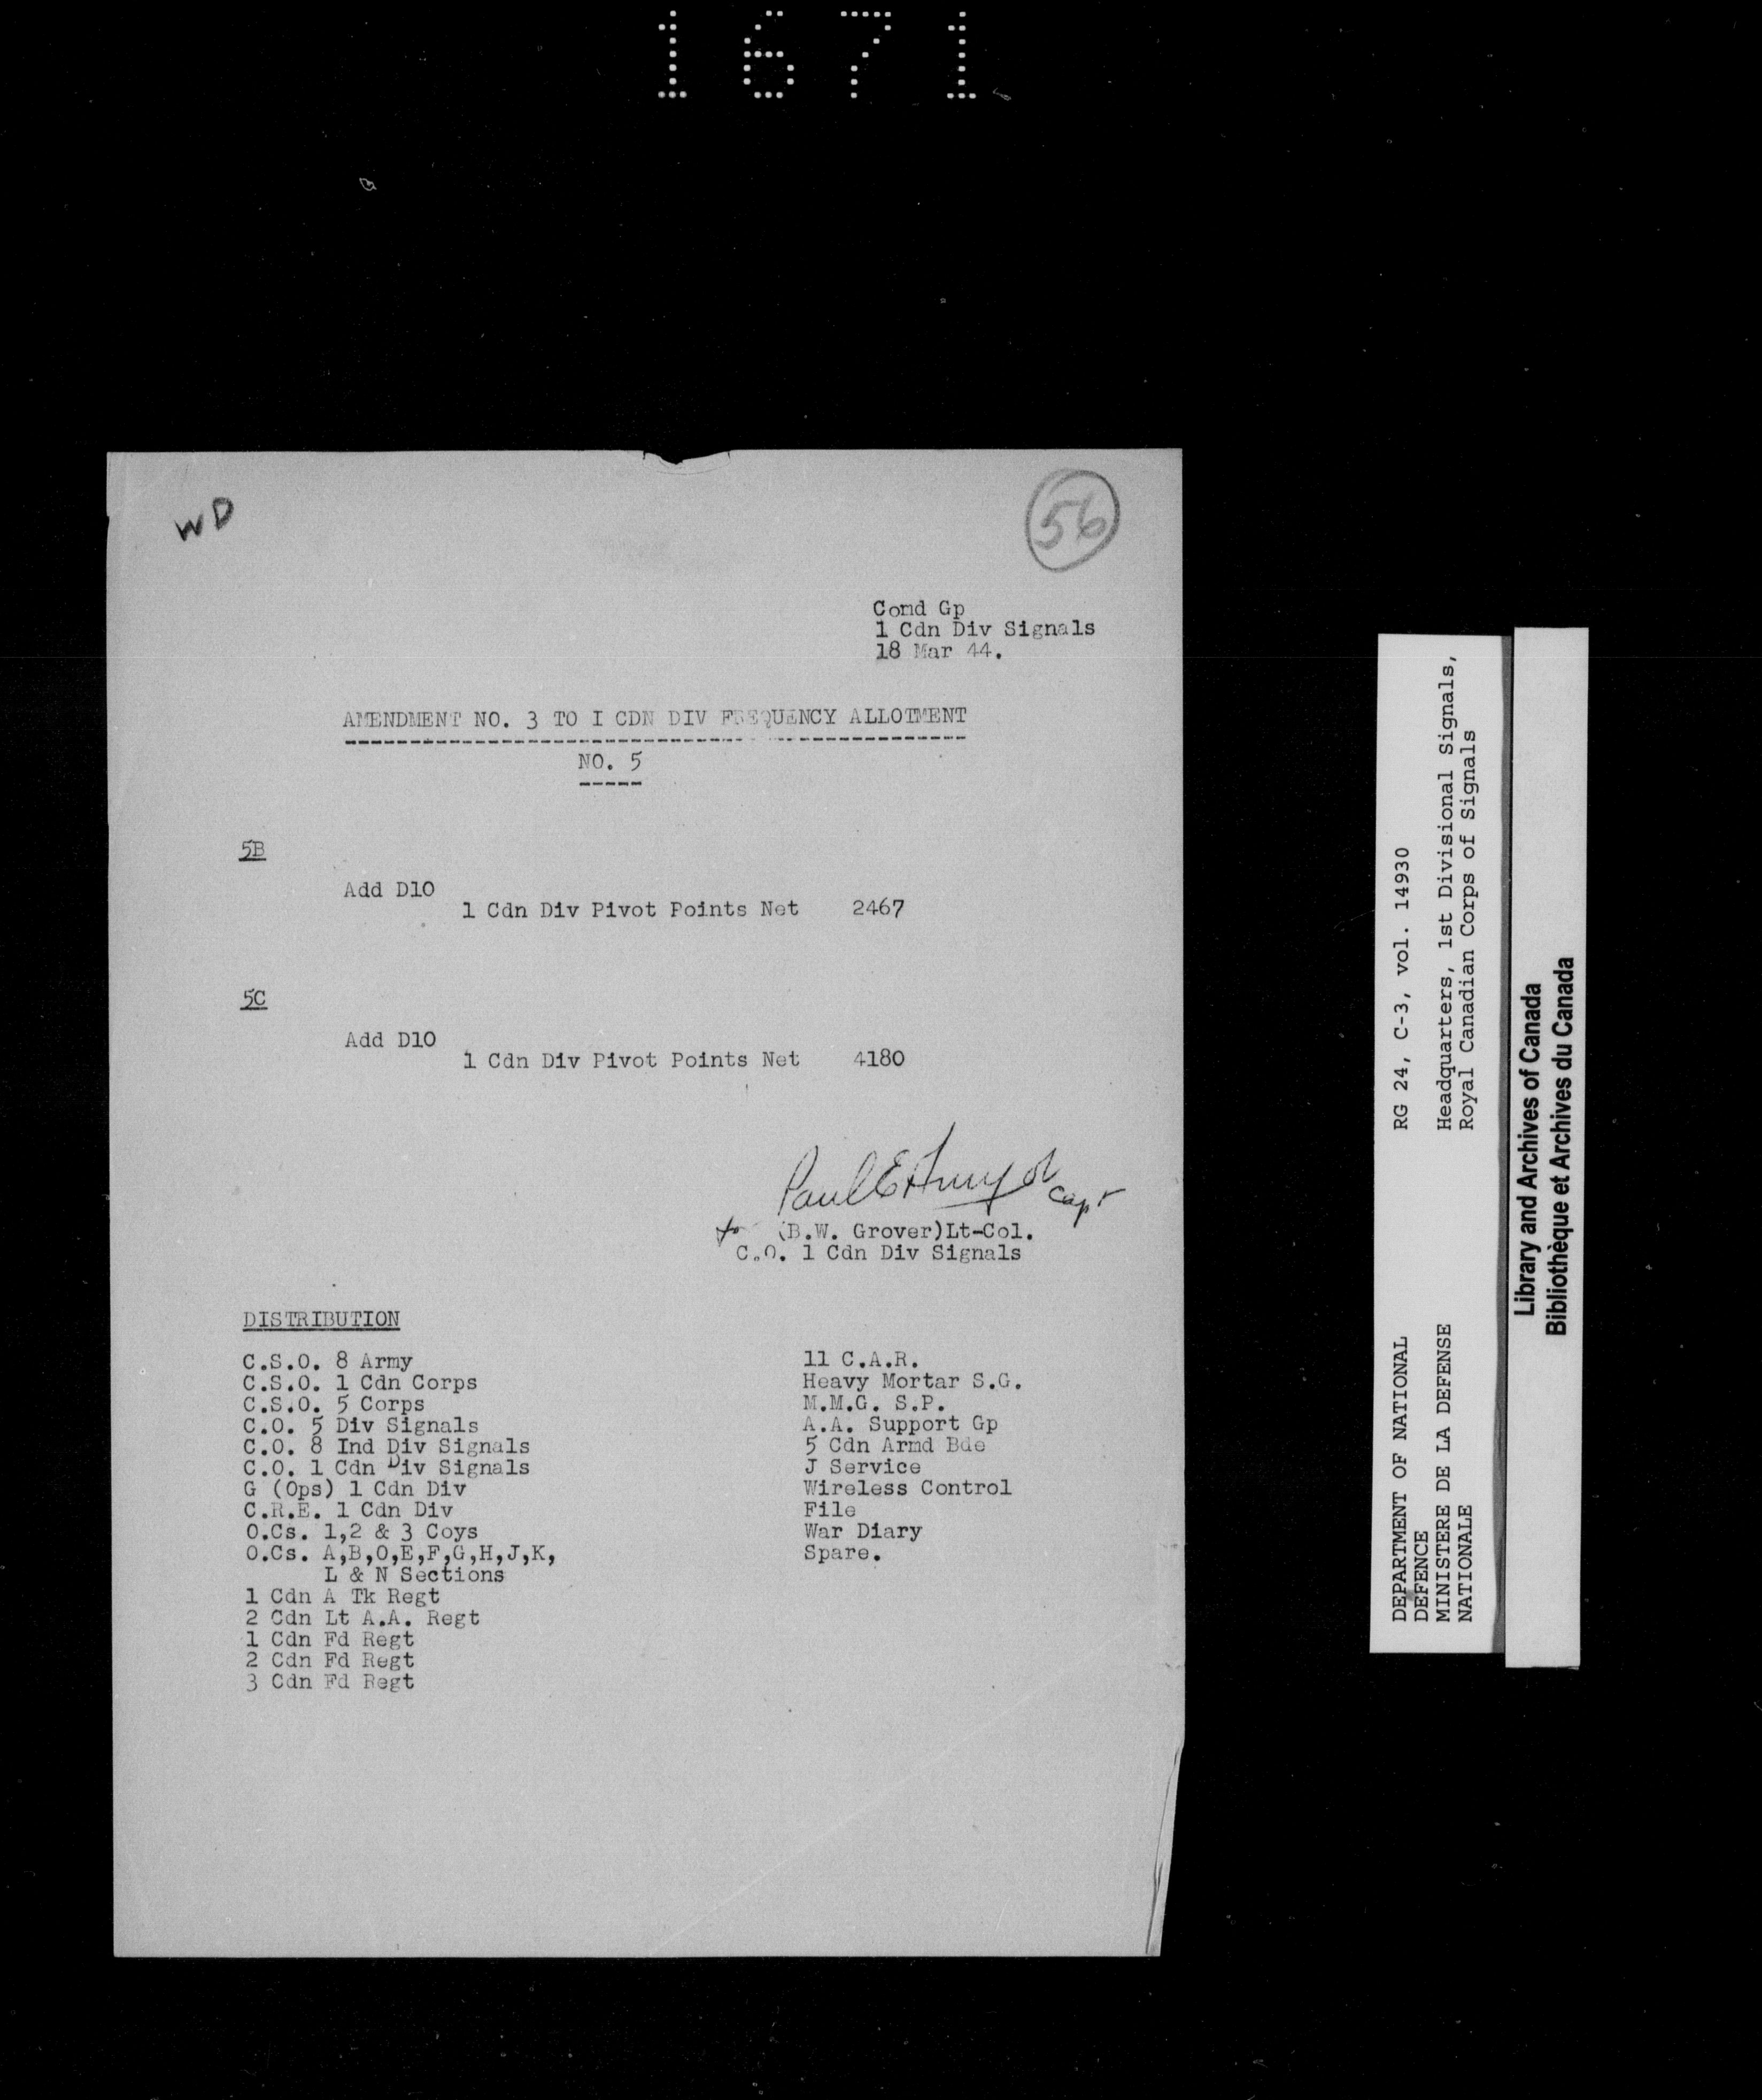 1671
WD
56
Comd Gp
1 Cdn Div Signals
18 Mar 44.
AMENDMENT NO. 3 TO I CDN DIV FREQUENCY ALLOTMENT
NO. 5
5B
Add D10
1 Cdn Div Pivot Points Net 2467
5C
Add D10
1 Cdn Div Pivot Points Net 4180
Paul E Capt
(B.W. Grover)Lt-Col.
C.O. 1 Cdn Div Signals
DISTRIBUTION
C.S.O. 8 Army
C.S.O. 1 Cdn Corps
C.S.O. 5 Corps
C.O. 5 Div Signals
C.O. 8 Ind Div Signals
C.O. 1 Cdn Div Signals
G (Ops) 1 Cdn Div
C.R.E. 1 Cdn Div
O.Cs. 1,2 & 3 Coys
O.Cs. A,B,O,E,F,G,H,J,K,
L & N Sections
1 Cdn A Tk Regt
2 Cdn Lt A.A. Regt
1 Cdn Fd Regt
2 Cdn Fd Regt
3 Cdn Fd Regt
11 C.A.R.
Heavy Mortar S.G.
M.M.G. S.P.
A.A. Support Gp
5 Cdn Armd Bde
J Service
Wireless Control
File
War Diary
Spare.
DEPARTMENT OF NATIONAL
DEFENCE
MINISTERE DE LA DEFENSE
NATIONALE
RG 24, C-3, vol. 14930
Headquarters, 1st Divisional Signals,
Royal Canadian Corps of Signals
Library and Archives of Canada
Bibliothèque et Archives du Canada